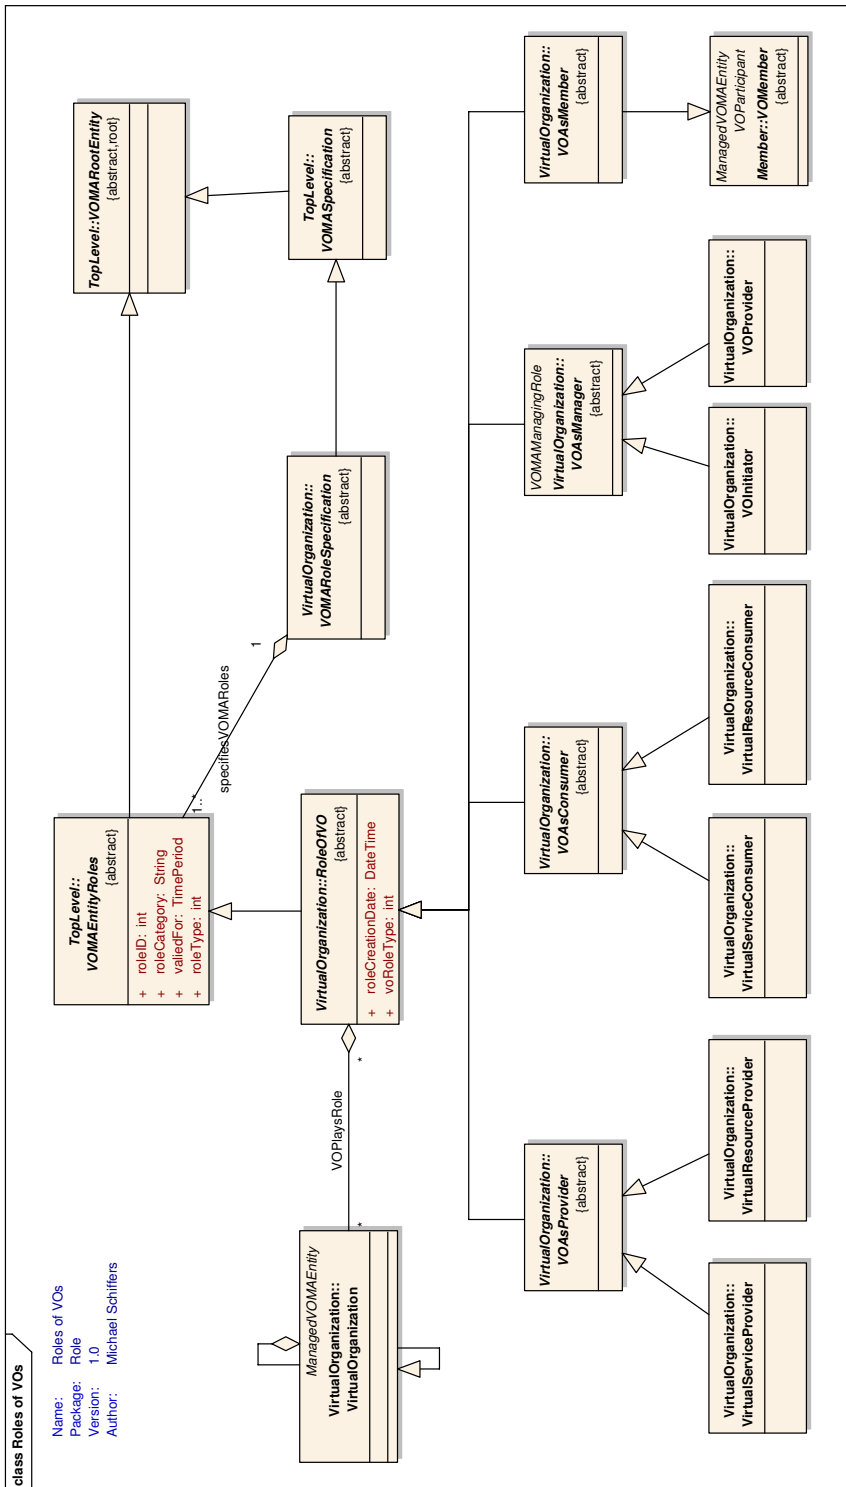 class Roles of VOs
Name: Roles of VOs
Package: Role
Version: 1.0
Author: Michael Schiffers
TopLevel::
VOMAEntityRoles
{abstract}
+ roleID: int
+ roleCategory: String
+ valiedFor: TimePeriod
+ roleType: int
TopLevel::VOMARootEntity
{abstract,root}
TopLevel::
VOMASpecification
{abstract}
VirtualOrganization::
VOMARoleSpecification
{abstract}
1
specifiesVOMARoles
1..*
ManagedVOMAEntity
VirtualOrganization::
VirtualOrganization
*
VOPlaysRole
*
VirtualOrganization::RoleOfVO
{abstract}
+ roleCreationDate: DateTime
+ voRoleType: int
VirtualOrganization::
VOAsProvider
{abstract}
VirtualOrganization::
VOAsConsumer
{abstract}
VOMAManagingRole
VirtualOrganization::
VOAsManager
{abstract}
VirtualOrganization::
VOAsMember
{abstract}
VirtualOrganization::
VirtualServiceProvider
VirtualOrganization::
VirtualResourceProvider
VirtualOrganization::
VirtualServiceConsumer
VirtualOrganization::
VirtualResourceConsumer
VirtualOrganization::
VOInitiator
VirtualOrganization::
VOProvider
ManagedVOMAEntity
VOParticipant
Member::VOMember
{abstract}